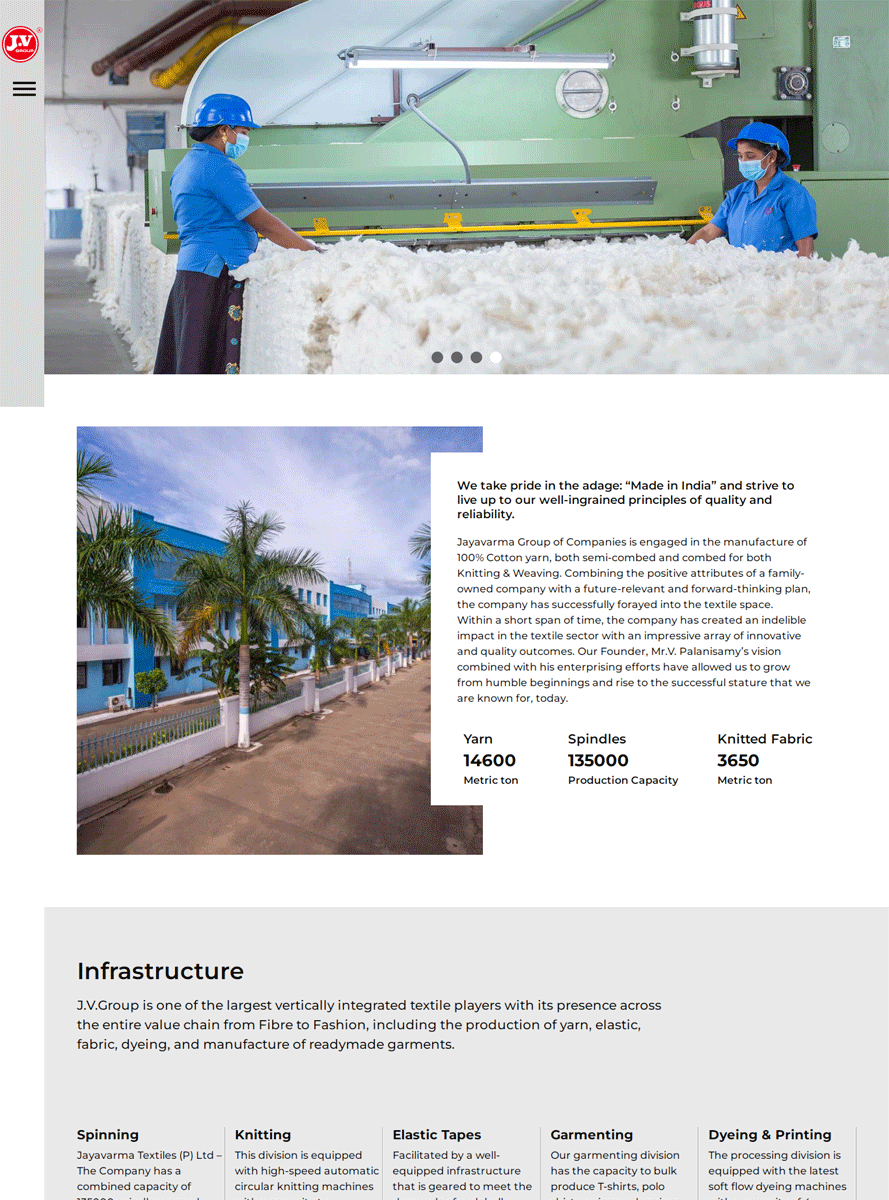 J.V
GROUP
We take pride in the adage: “Made in India” and strive to
live up to our well-ingrained principles of quality and
reliability.
Jayavarma Group of Companies is engaged in the manufacture of
100% Cotton yarn, both semi-combed and combed for both
Knitting & Weaving. Combining the positive attributes of a family-
owned company with a future-relevant and forward-thinking plan,
the company has successfully forayed into the textile space.
Within a short span of time, the company has created an indelible
impact in the textile sector with an impressive array of innovative
and quality outcomes. Our Founder, Mr.V. Palanisamy’s vision
combined with his enterprising efforts have allowed us to grow
from humble beginnings and rise to the successful stature that we
are known for, today.
Yarn
14600
Metric ton
Spindles
135000
Production Capacity
Knitted Fabric
3650
Metric ton
Infrastructure
J.V.Group is one of the largest vertically integrated textile players with its presence across
the entire value chain from Fibre to Fashion, including the production of yarn, elastic,
fabric, dyeing, and manufacture of readymade garments.
Spinning
Jayavarma Textiles (P) Ltd –
The Company has a
combined capacity of
Knitting
This division is equipped
with high-speed automatic
circular knitting machines
Elastic Tapes
Facilitated by a well-
equipped infrastructure
that is geared to meet the
Garmenting
Our garmenting division
has the capacity to bulk
produce T-shirts, polo
Dyeing & Printing
The processing division is
equipped with the latest
soft flow dyeing machines